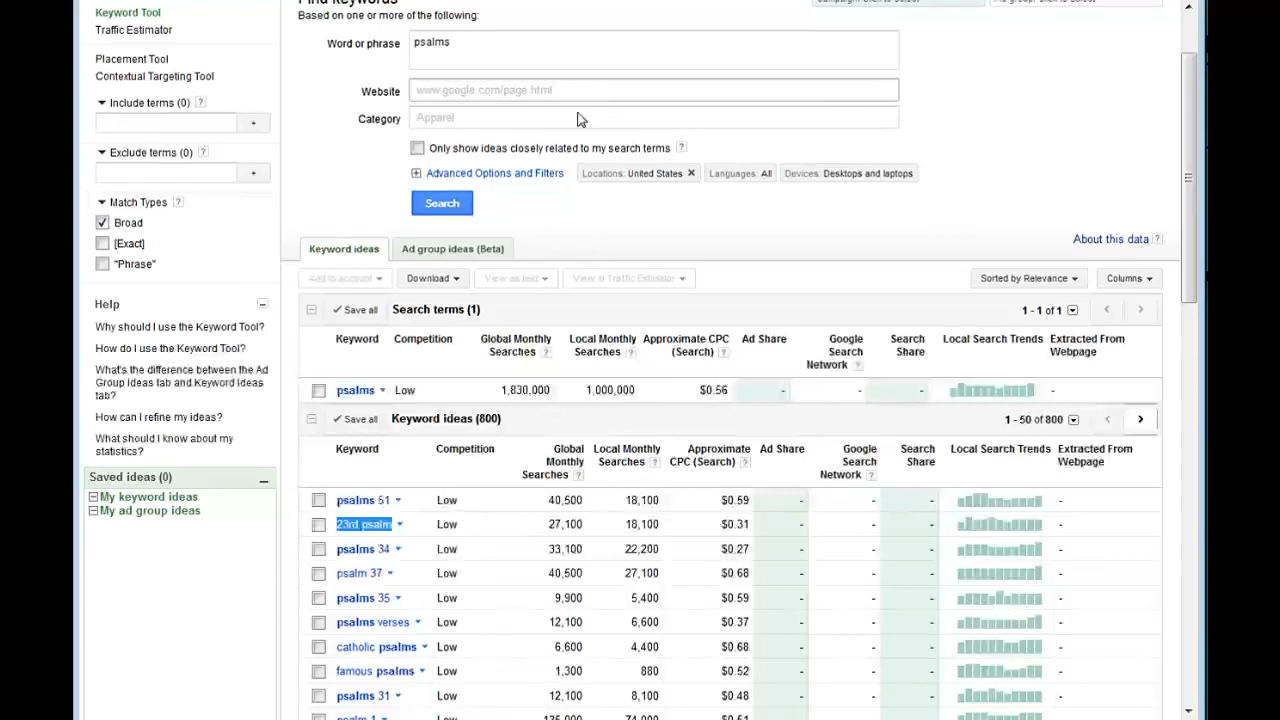 Keyword Tool
Traffic Estimator
Placement Tool
Contextual Targeting Tool
Include terms (0) ?
+
Exclude terms (0) ?
+
Match Types ?
Broad
[Exact]
"Phrase"
Help
Why should I use the Keyword Tool?
How do I use the Keyword Tool?
What's the difference between the Ad
Group Ideas tab and Keyword Ideas
tab?
How can I refine my ideas?
What should I know about my
statistics?
Saved ideas (0)
My keyword ideas
My ad group ideas
Find keywords
Based on one or more of the following:
Word or phrase psalms
Website www.google.com/page.html
Category Apparel
Only show ideas closely related to my search terms ?
Advanced Options and Filters Locations: United States × Languages: All Devices: Desktops and laptops
Search
About this data ?
Keyword ideas Ad group ideas (Beta)
Add to account Download View as text View in Traffic Estimator Sorted by Relevance Columns
✓ Save all Search terms (1) 1 - 1 of 1
Keyword Competition Global Monthly Searches ? Local Monthly Searches ? Approximate CPC (Search) ? Ad Share Google Search Network ? Search Share Local Search Trends Extracted From Webpage
psalms Low 1,830,000 1,000,000 $0.56 - - - -
✓ Save all Keyword ideas (800) 1 - 50 of 800
Keyword Competition Global Monthly Searches ? Local Monthly Searches ? Approximate CPC (Search) ? Ad Share Google Search Network ? Search Share Local Search Trends Extracted From Webpage
psalms 51 Low 40,500 18,100 $0.59 - - - -
23rd psalm Low 27,100 18,100 $0.31 - - - -
psalms 34 Low 33,100 22,200 $0.27 - - - -
psalm 37 Low 40,500 27,100 $0.68 - - - -
psalms 35 Low 9,900 5,400 $0.59 - - - -
psalms verses Low 12,100 6,600 $0.37 - - - -
catholic psalms Low 6,600 4,400 $0.68 - - - -
famous psalms Low 1,300 880 $0.52 - - - -
psalms 31 Low 12,100 8,100 $0.48 - - - -
psalm 1 Low